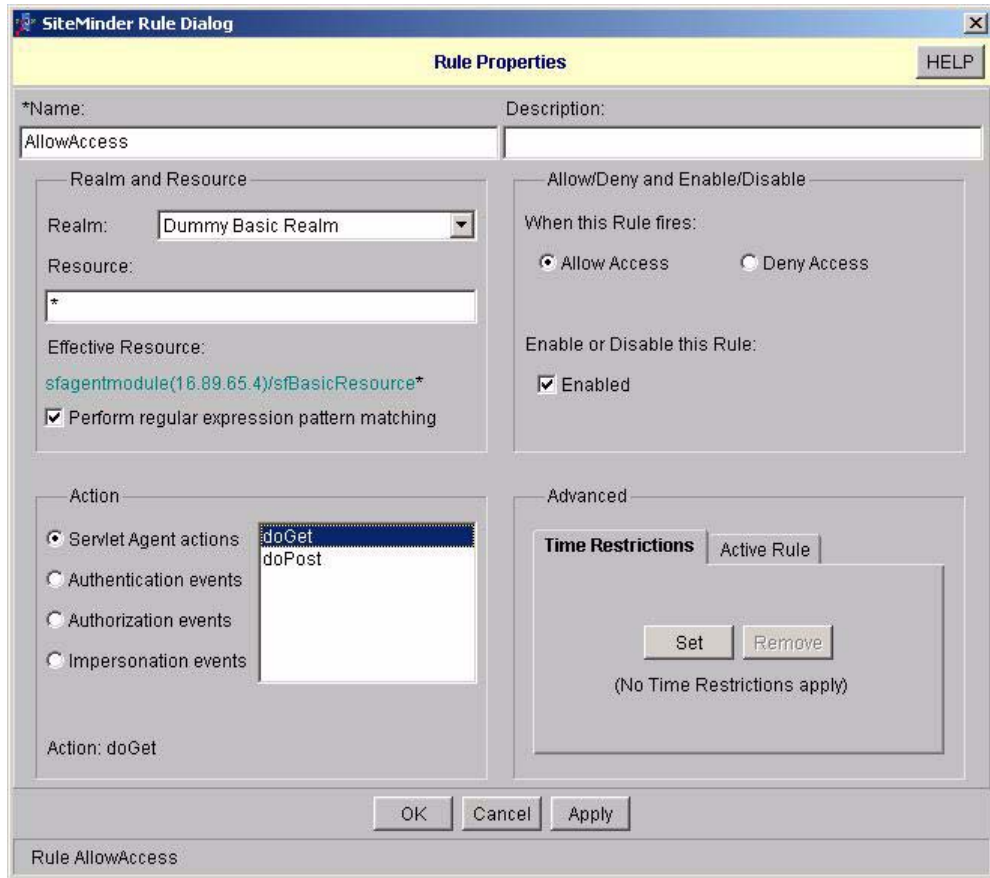 SiteMinder Rule Dialog
Rule Properties
HELP
*Name:
Description:
AllowAccess
Realm and Resource
Realm:
Dummy Basic Realm
Resource:
*
Effective Resource:
sfagentmodule(16.89.65.4)/sfBasicResource*
Perform regular expression pattern matching
Allow/Deny and Enable/Disable
When this Rule fires:
Allow Access
Deny Access
Enable or Disable this Rule:
Enabled
Action
Servlet Agent actions
Authentication events
Authorization events
Impersonation events
doGet
doPost
Action: doGet
Advanced
Time Restrictions
Active Rule
Set
Remove
(No Time Restrictions apply)
OK
Cancel
Apply
Rule AllowAccess